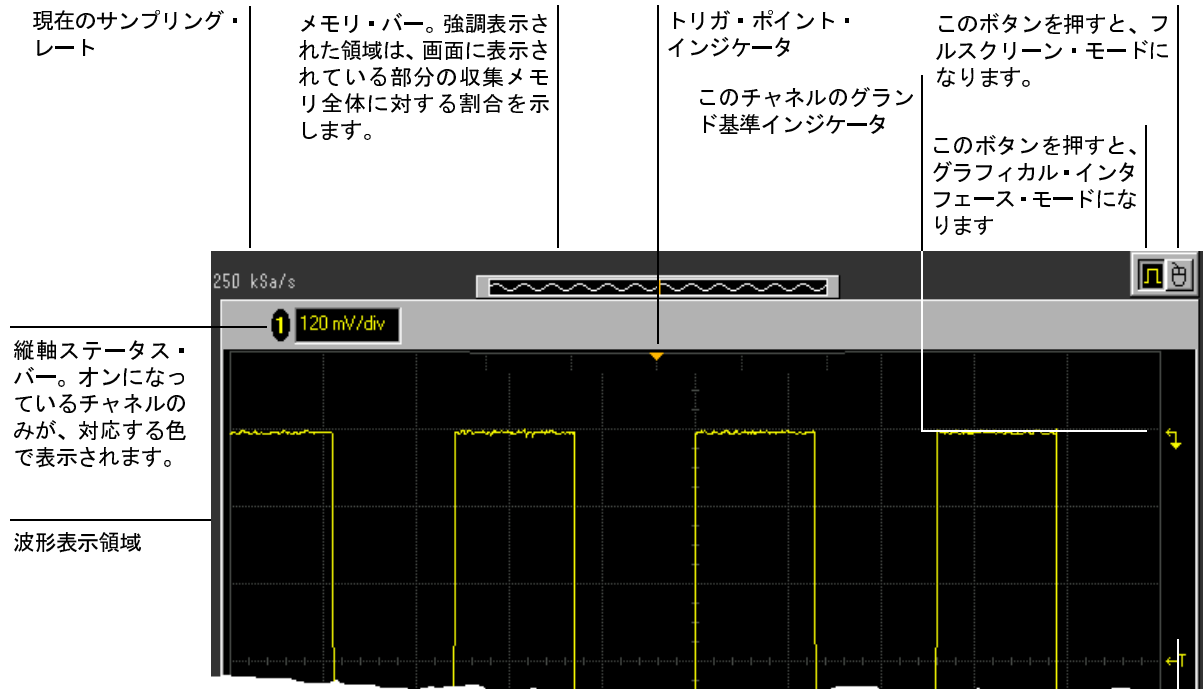 現在のサンプリング・
レート
メモリ・バー。強調表示さ
れた領域は、画面に表示さ
れている部分の収集メモ
リ全体に対する割合を示
します。
トリガ・ポイント・
インジケータ
このチャネルのグラン
ド基準インジケータ
このボタンを押すと、フ
ルスクリーン・モードに
なります。
このボタンを押すと、
グラフィカル・インタ
フェース・モードにな
ります
250 kSa/s
1 120 mV/div
縦軸ステータス・
バー。オンになっ
ているチャネルの
みが、対応する色
で表示されます。
波形表示領域
T